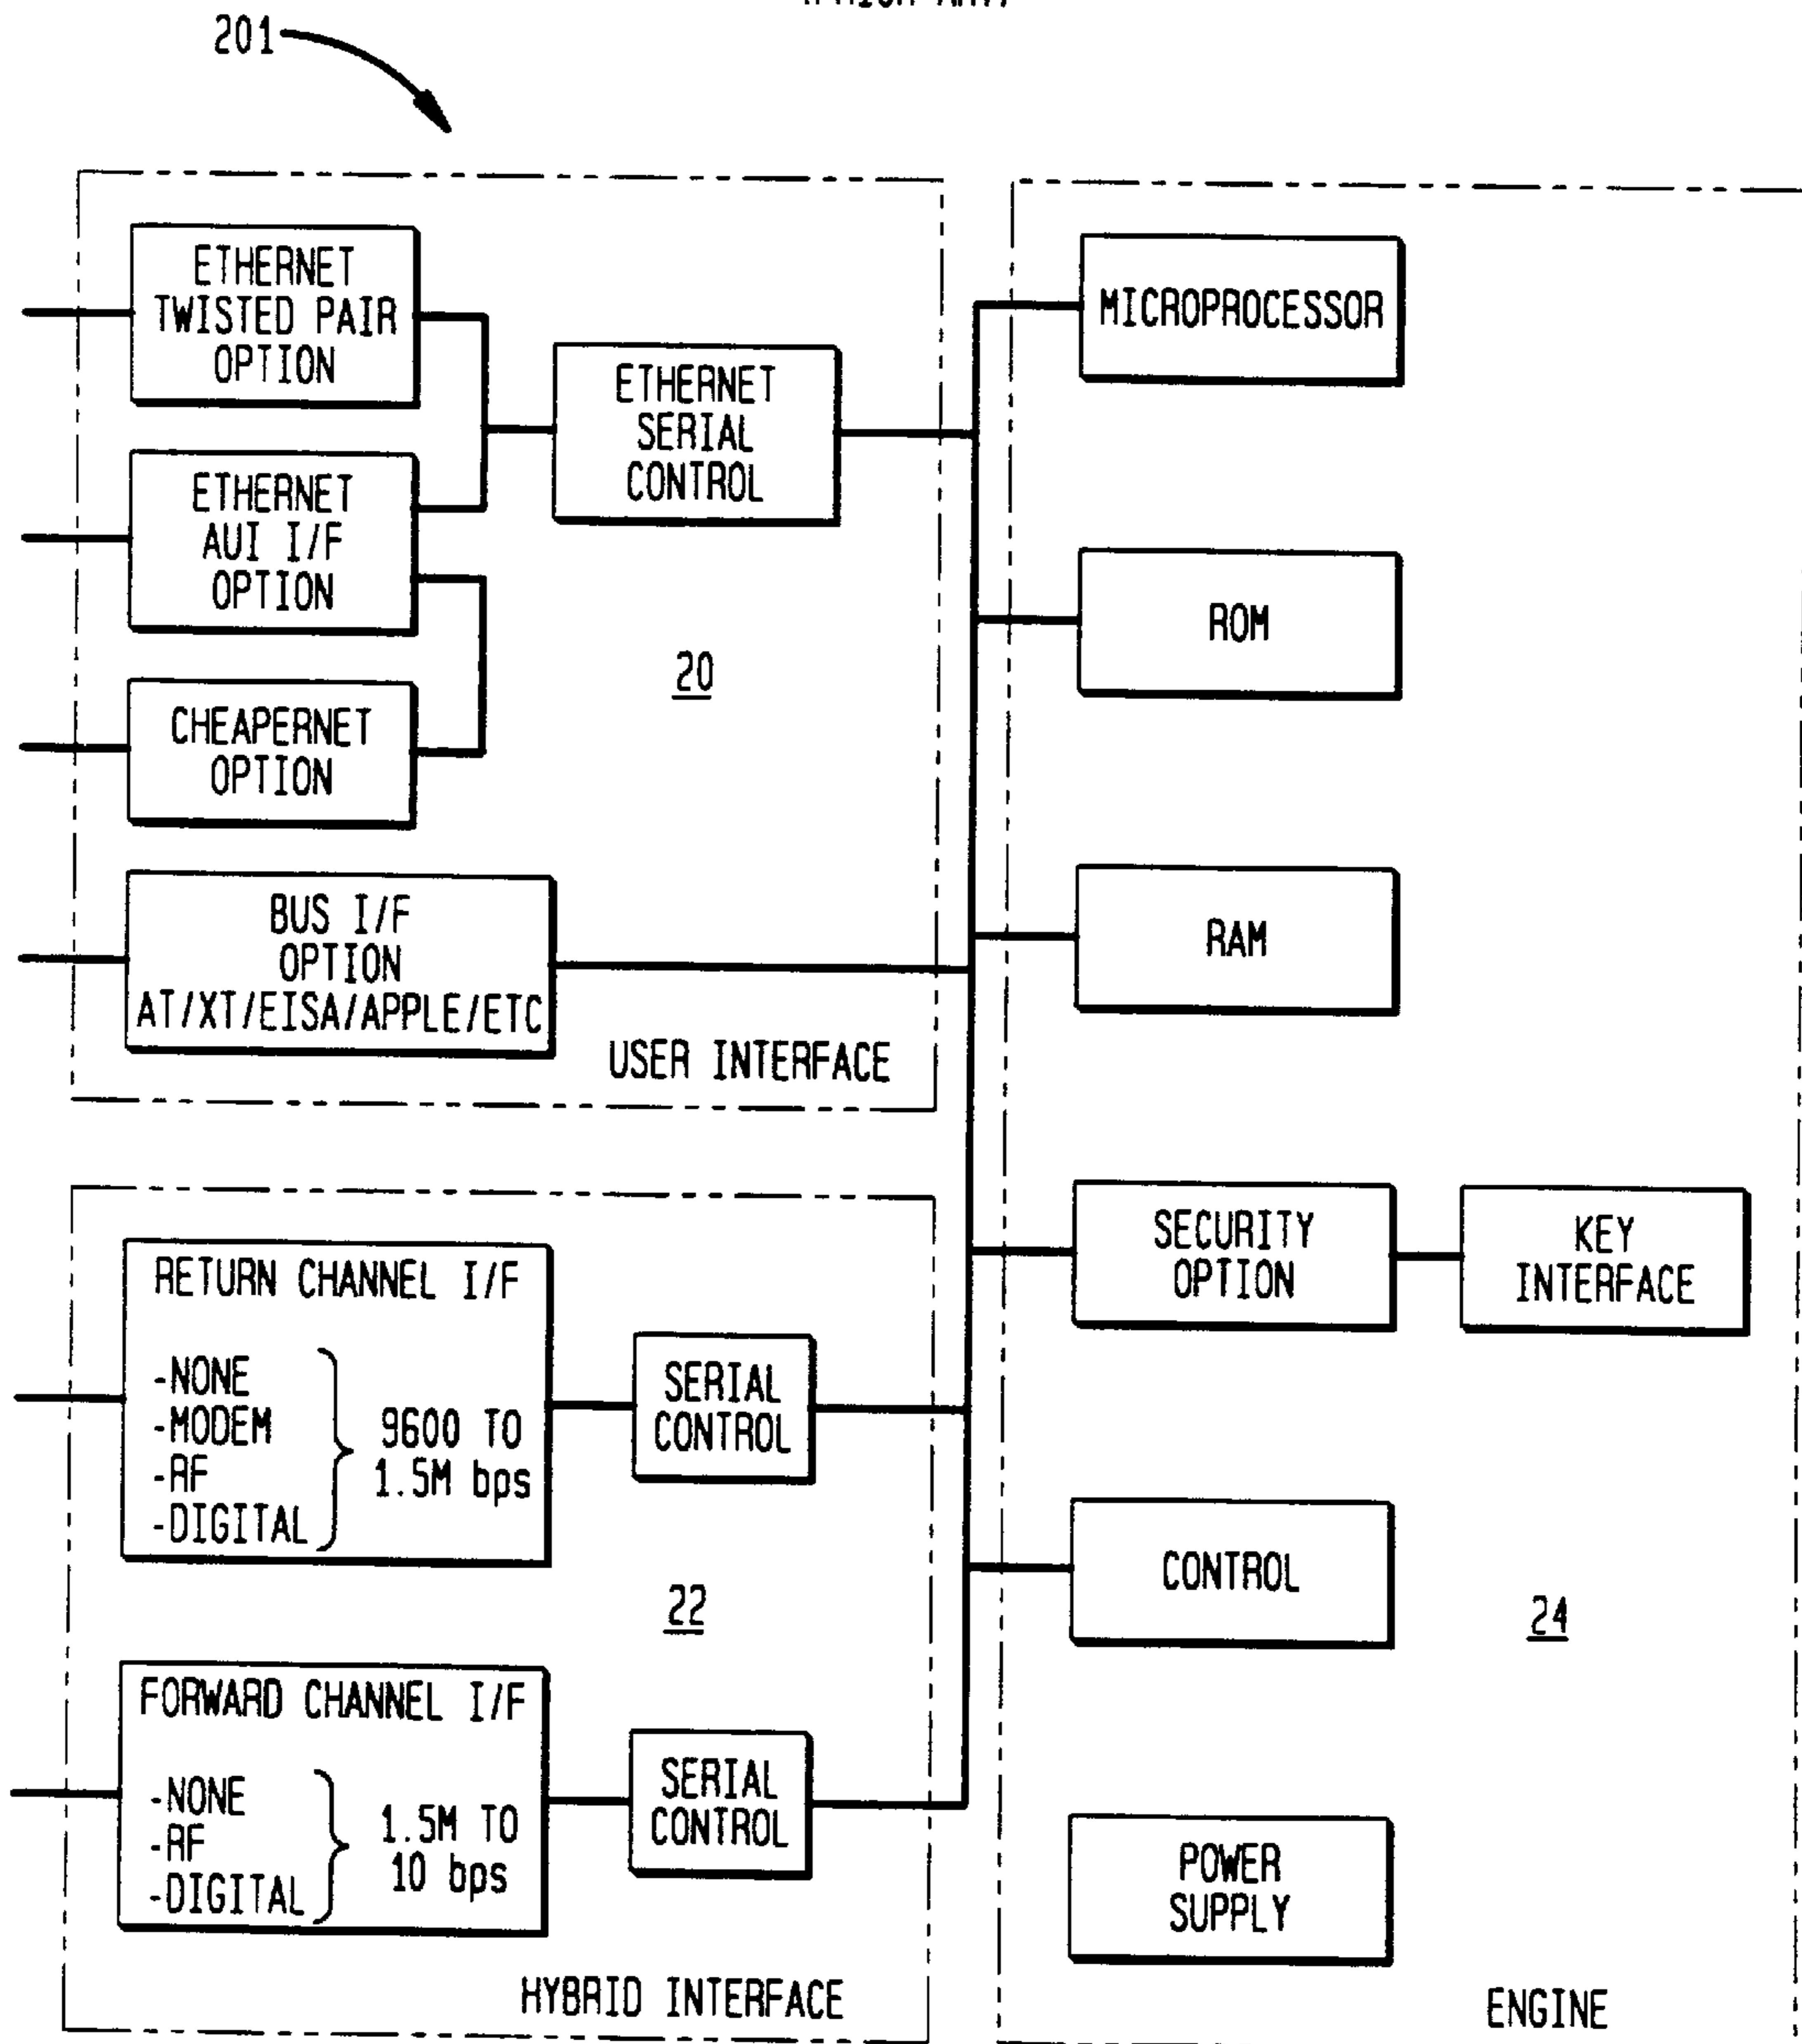 201
ETHERNET
TWISTED PAIR
OPTION
ETHERNET
AUI I/F
OPTION
CHEAPERNET
OPTION
ETHERNET
SERIAL
CONTROL
20
BUS I/F
OPTION
AT/XT/EISA/APPLE/ETC
USER INTERFACE
RETURN CHANNEL I/F
-NONE
-MODEM
-RF
-DIGITAL
9600 TO
1.5M bps
SERIAL
CONTROL
22
FORWARD CHANNEL I/F
-NONE
-RF
-DIGITAL
1.5M TO
10 bps
SERIAL
CONTROL
HYBRID INTERFACE
MICROPROCESSOR
ROM
RAM
SECURITY
OPTION
KEY
INTERFACE
CONTROL
24
POWER
SUPPLY
ENGINE